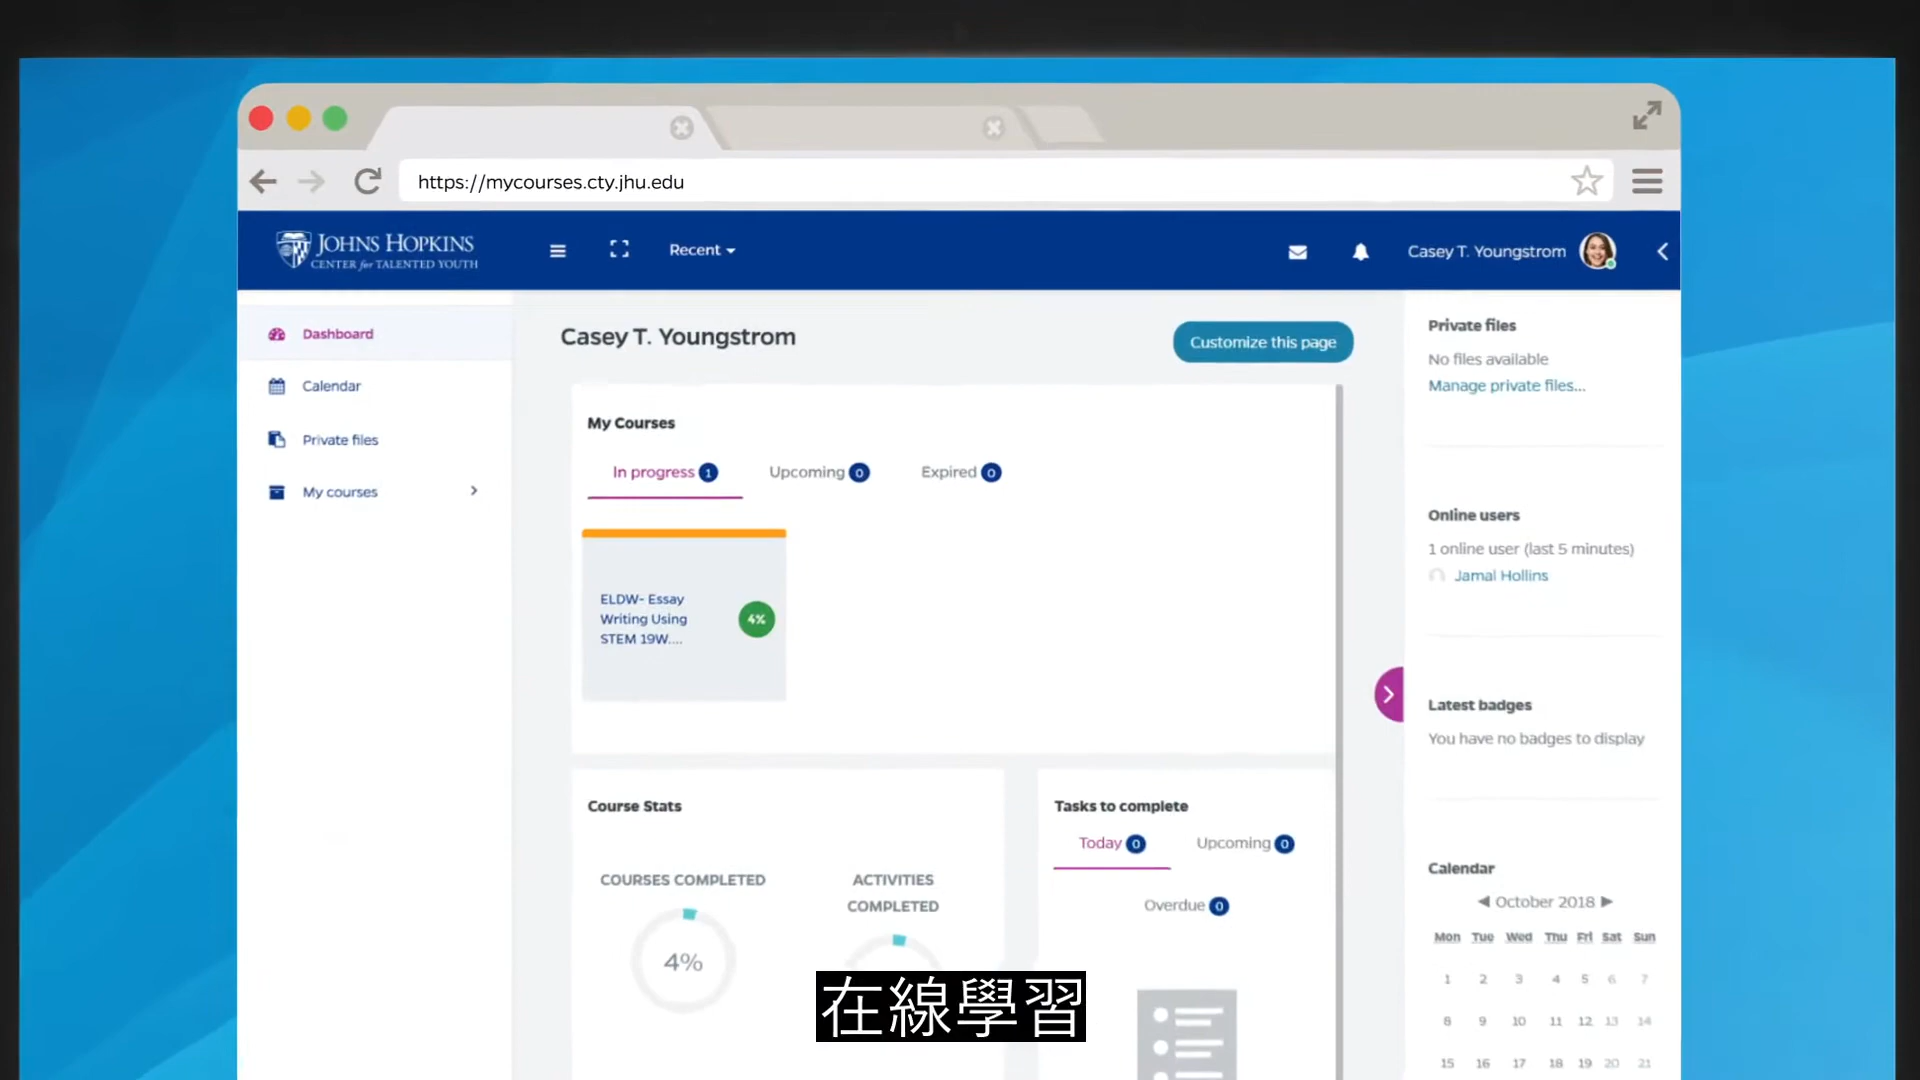 https://mycourses.cty.jhu.edu
JOHNS HOPKINS
CENTER for TALENTED YOUTH
Recent
Casey T. Youngstrom
Dashboard
Calendar
Private files
My courses
Casey T. Youngstrom
Customize this page
My Courses
In progress 1
Upcoming 0
Expired 0
ELDW- Essay
Writing Using
STEM 19W....
4%
Course Stats
COURSES COMPLETED
4%
ACTIVITIES
COMPLETED
Tasks to complete
Today 0
Upcoming 0
Overdue 0
Private files
No files available
Manage private files...
Online users
1 online user (last 5 minutes)
Jamal Hollins
Latest badges
You have no badges to display
Calendar
◀ October 2018 ▶
Mon Tue Wed Thu Fri Sat Sun
1 2 3 4 5 6 7
8 9 10 11 12 13 14
15 16 17 18 19 20 21
在線學習